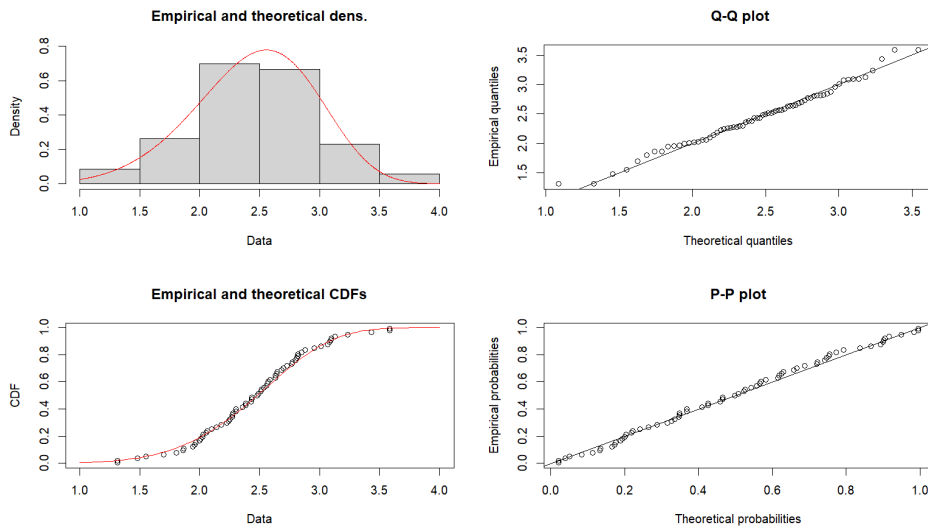 Empirical and theoretical dens.
Density
0.0 0.2 0.4 0.6 0.8
1.0 1.5 2.0 2.5 3.0 3.5 4.0
Data
Q-Q plot
Empirical quantiles
1.5 2.0 2.5 3.0 3.5
1.0 1.5 2.0 2.5 3.0 3.5
Theoretical quantiles
Empirical and theoretical CDFs
CDF
0.0 0.2 0.4 0.6 0.8 1.0
1.0 1.5 2.0 2.5 3.0 3.5 4.0
Data
P-P plot
Empirical probabilities
0.0 0.2 0.4 0.6 0.8 1.0
0.0 0.2 0.4 0.6 0.8 1.0
Theoretical probabilities